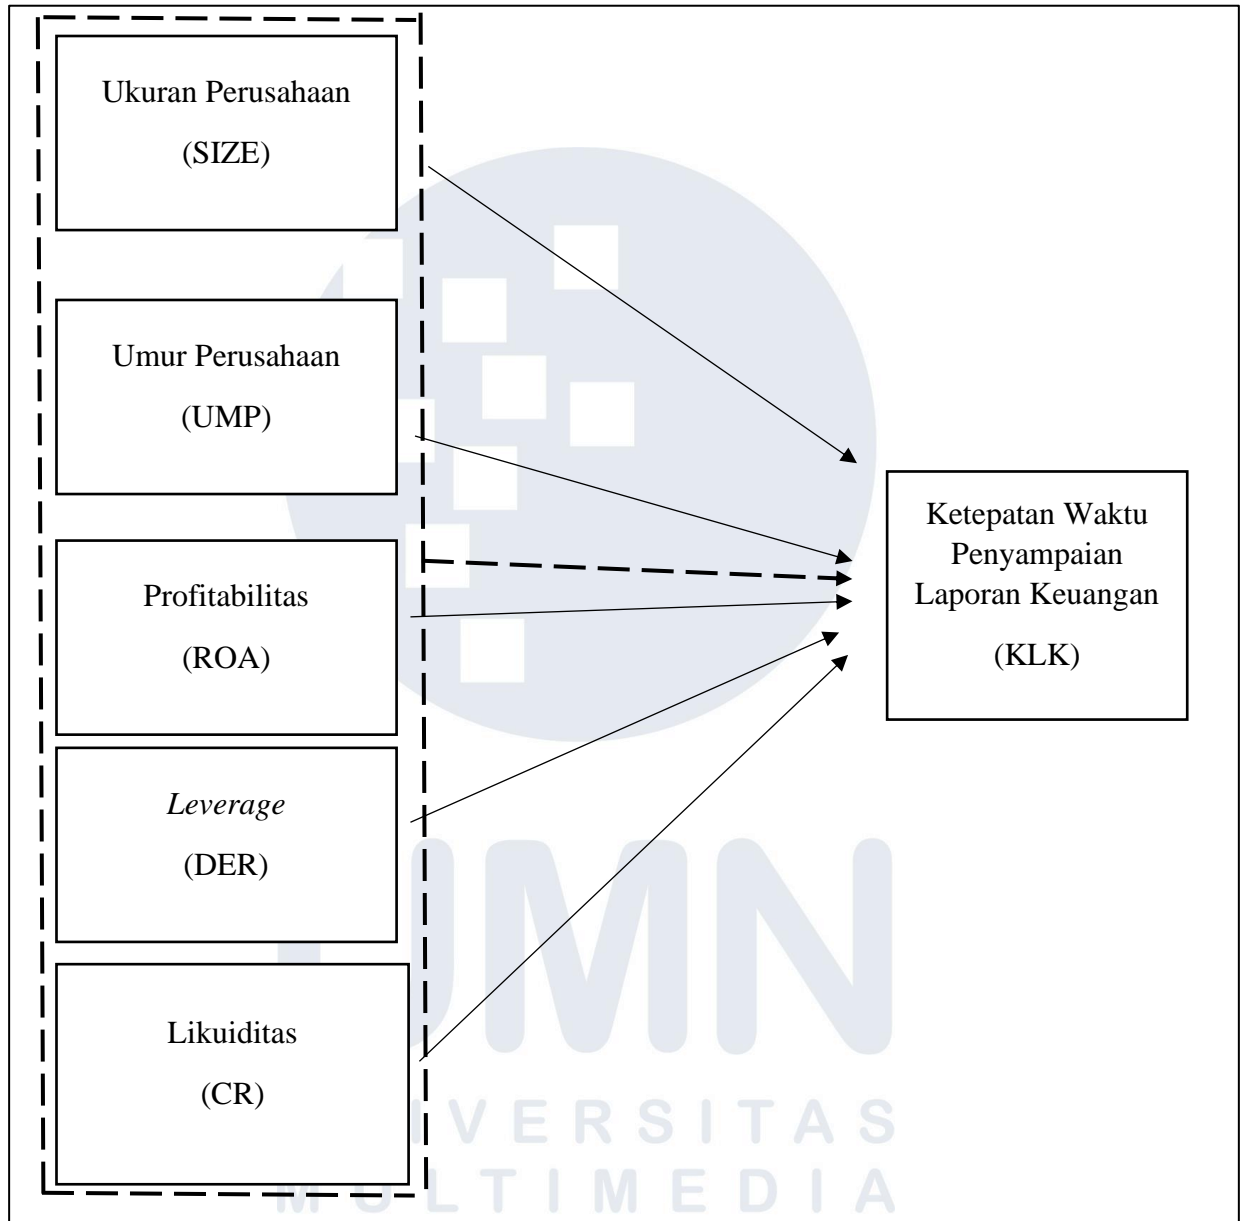 Ukuran Perusahaan
(SIZE)
Umur Perusahaan
(UMP)
Profitabilitas
(ROA)
Leverage
(DER)
Likuiditas
(CR)
Ketepatan Waktu
Penyampaian
Laporan Keuangan
(KLK)
UMN
UNIVERSITAS
MULTIMEDIA